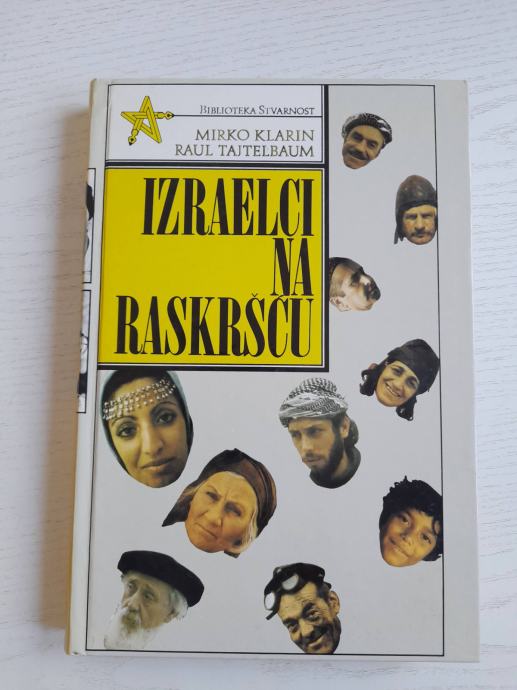 BIBLIOTEKA STVARNOST
MIRKO KLARIN
RAUL TAJTELBAUM
IZRAELCI
NA
RASKRŠĆU